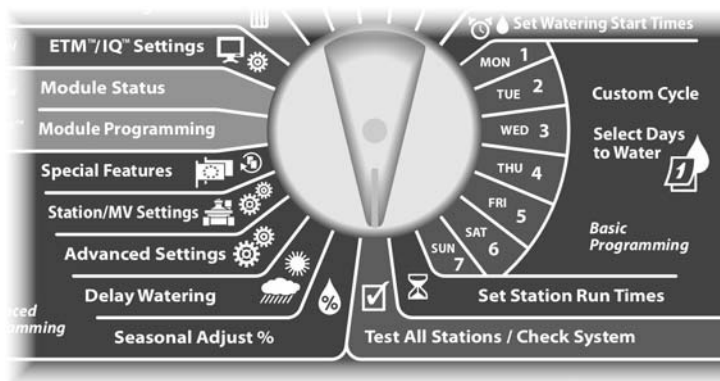 Set Watering Start Times
ETM™/IQ™ Settings
Module Status
Module Programming
Special Features
Station/MV Settings
Advanced Settings
Delay Watering
Seasonal Adjust %
MON 1
TUE 2
WED 3
THU 4
FRI 5
SAT 6
SUN 7
Custom Cycle
Select Days
to Water
1
Basic
Programming
Set Station Run Times
Test All Stations / Check System
%